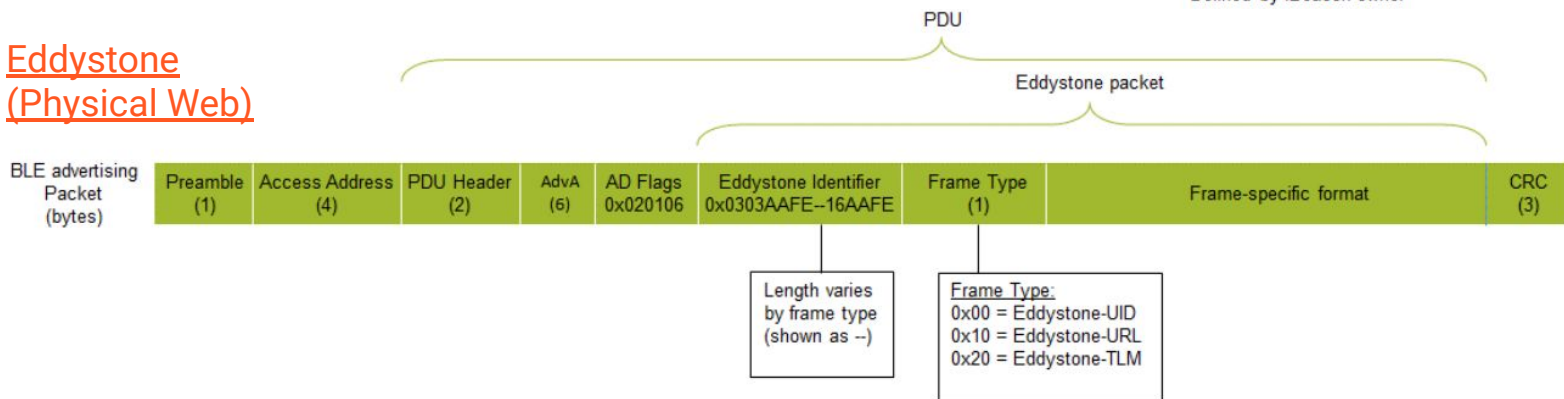 PDU
Eddystone
(Physical Web)
Eddystone packet
BLE advertising
Packet
(bytes)
Preamble
(1)
Access Address
(4)
PDU Header
(2)
AdvA
(6)
AD Flags
0x020106
Eddystone Identifier
0x0303AAFE--16AAFE
Frame Type
(1)
Frame-specific format
CRC
(3)
Length varies
by frame type
(shown as --)
Frame Type:
0x00 = Eddystone-UID
0x10 = Eddystone-URL
0x20 = Eddystone-TLM